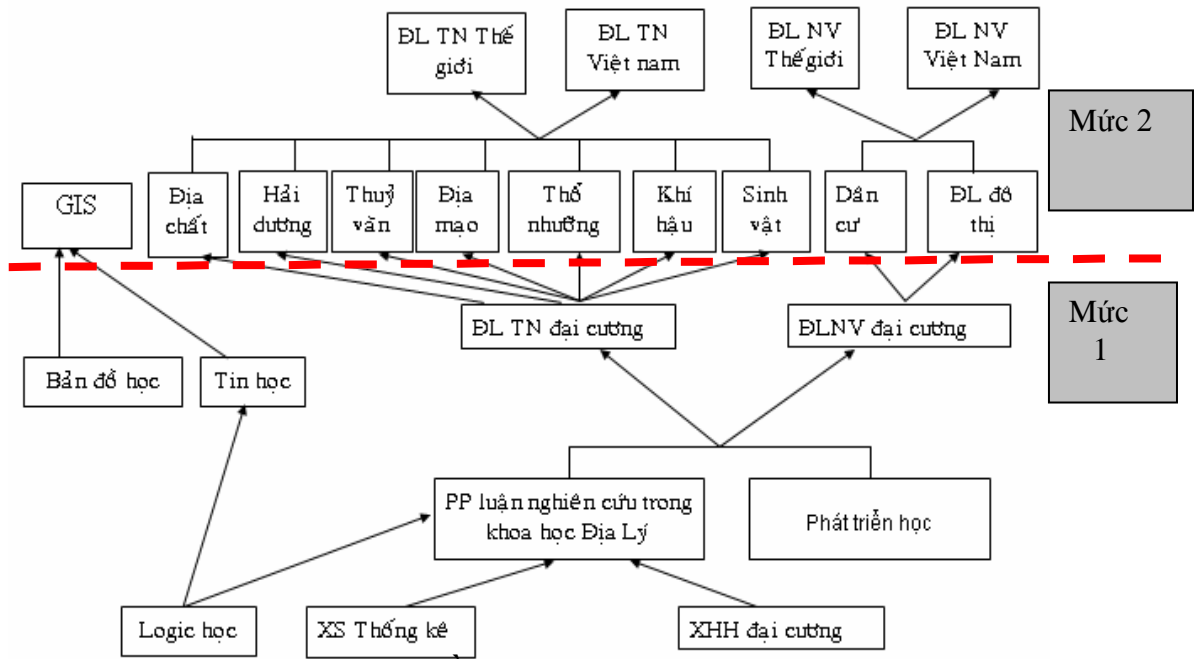 ĐL TN Thế
giới
ĐL TN
Việt nam
ĐL NV
Thế giới
ĐL NV
Việt Nam
Mức 2
GIS
Địa
chất
Hải
dương
Thuỷ
văn
Địa
mạo
Thổ
nhưỡng
Khí
hậu
Sinh
vật
Dân
cư
ĐL đô
thị
ĐL TN đại cương
ĐLNV đại cương
Mức
1
Bản đồ học
Tin học
PP luận nghiên cứu trong
khoa học Địa Lý
Phát triển học
Logic học
XS Thống kê
XHH đại cương